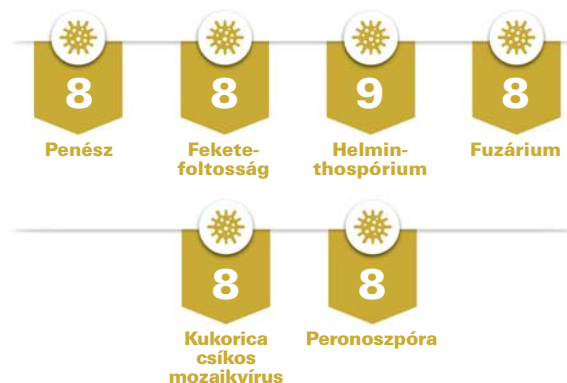 8 8 9 8
Penész Fekete- Helmin- Fuzárium
foltosság thospórium
8 8
Kukorica Peronoszpóra
csíkos
mozaikvírus